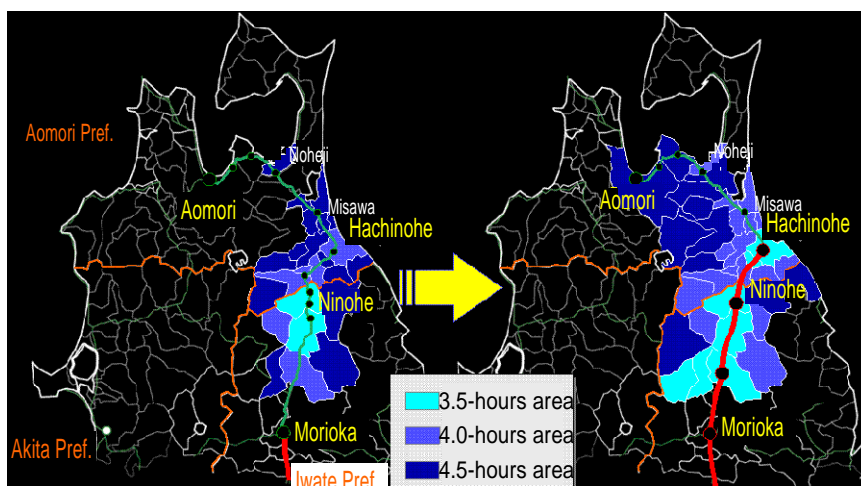 Aomori Pref.
Noheji
Aomori
Misawa
Hachinohe
Ninohe
Morioka
Akita Pref.
Iwate Pref
Noheji
Aomori
Misawa
Hachinohe
Ninohe
Morioka
3.5-hours area
4.0-hours area
4.5-hours area